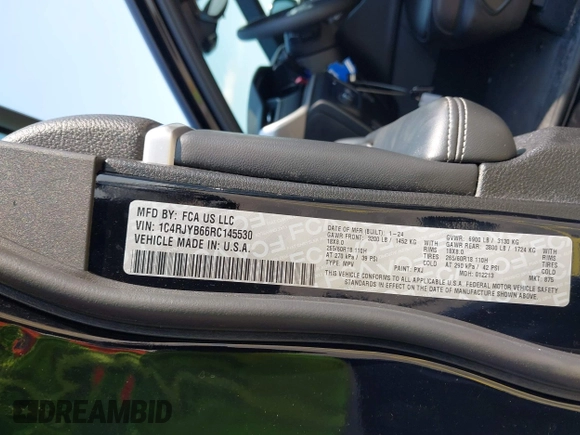 MFD BY: FCA US LLC
VIN: 1C4RJYB66RC145530
VEHICLE MADE IN: U.S.A.
DATE OF MFR (BUILT): 1-24
GVWR: 6900 LB / 3130 KG
GAWR FRONT: 3200 LB / 1452 KG
GAWR REAR: 3800 LB / 1724 KG
18X8.0 RIMS
18X8.0 RIMS
265/60R18 110H TIRES
265/60R18 110H TIRES
AT 270 kPa / 39 PSI COLD
AT 290 kPa / 42 PSI COLD
TYPE: MPV
PAINT: PXJ
MDH: 012213
MKT: 875
THIS VEHICLE CONFORMS TO ALL APPLICABLE U.S.A. FEDERAL MOTOR VEHICLE SAFETY
STANDARDS IN EFFECT ON THE DATE OF MANUFACTURE SHOWN ABOVE.
DREAMBID